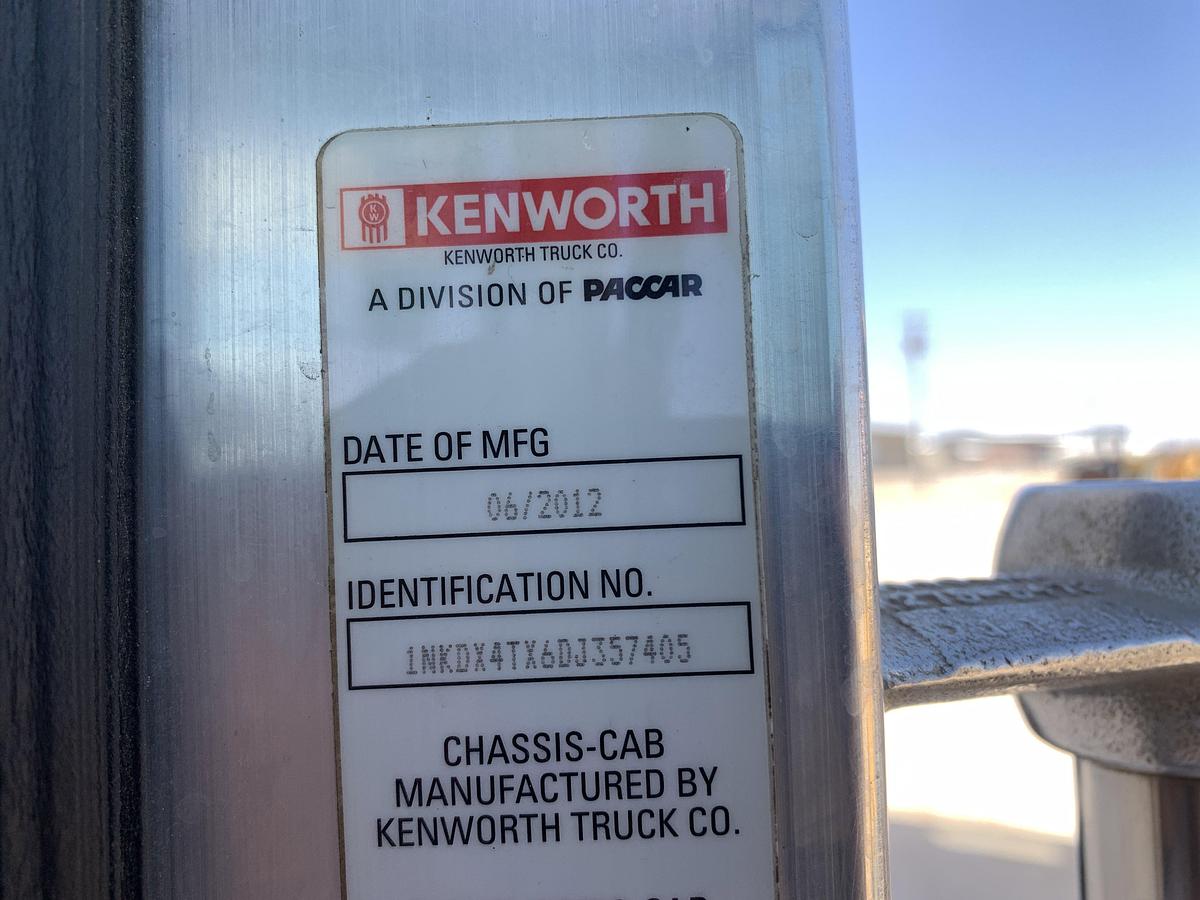 KW KENWORTH
KENWORTH TRUCK CO.
A DIVISION OF PACCAR
DATE OF MFG
06/2012
IDENTIFICATION NO.
1NKDX4TX6DJ357405
CHASSIS-CAB
MANUFACTURED BY
KENWORTH TRUCK CO.